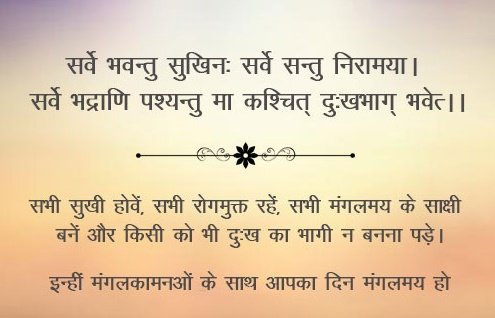 सर्वे भवन्तु सुखिनः सर्वे सन्तु निरामया।
सर्वे भद्राणि पश्यन्तु मा कश्चित् दुःखभाग् भवेत्।।
सभी सुखी होवें, सभी रोगमुक्त रहें, सभी मंगलमय के साक्षी
बनें और किसी को भी दुःख का भागी न बनना पड़े।
इन्हीं मंगलकामनओं के साथ आपका दिन मंगलमय हो